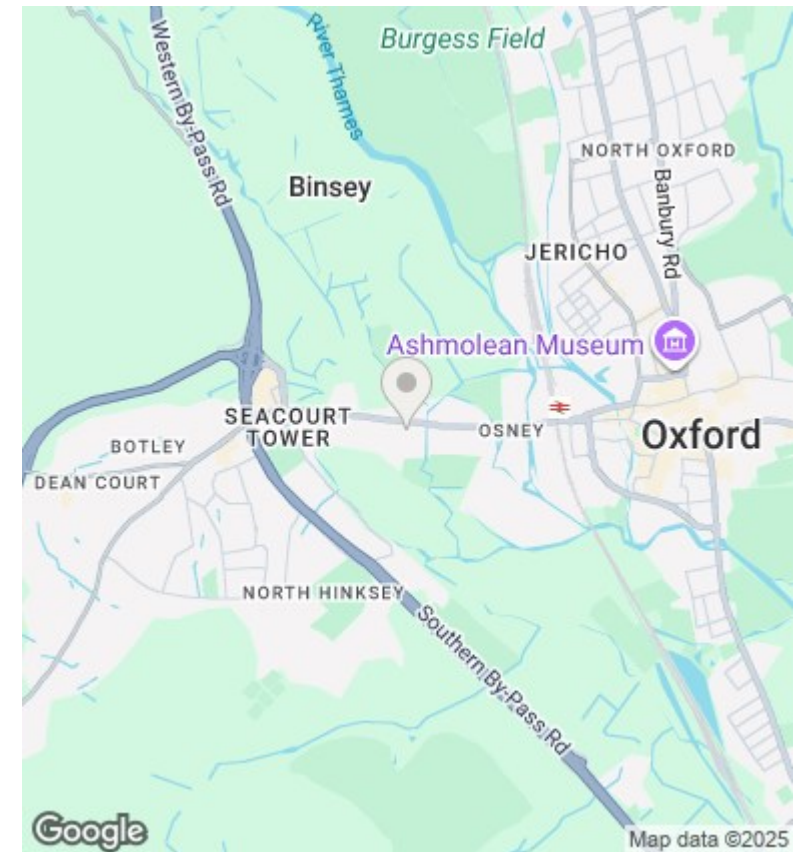 Burgess Field
Western By-Pass Rd
River Thames
NORTH OXFORD
Binsey
Banbury Rd
JERICHO
Ashmolean Museum
SEACOURT
TOWER
OSNEY
Oxford
BOTLEY
DEAN COURT
NORTH HINKSEY
Southern By-Pass Rd
Google
Map data ©2025